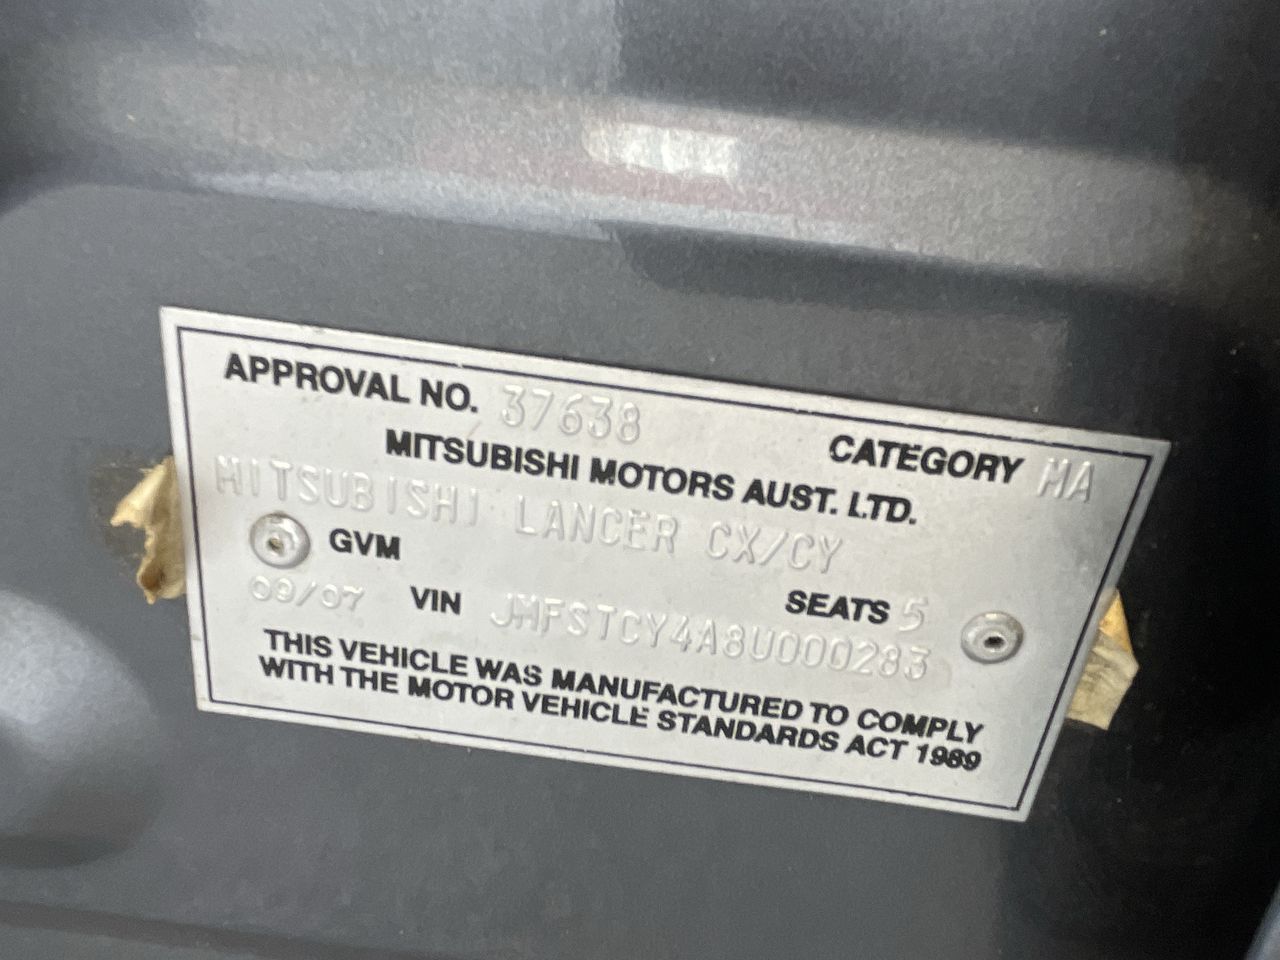 APPROVAL NO. 37638 CATEGORY MA
MITSUBISHI MOTORS AUST. LTD.
MITSUBISHI LANCER CX/CY
GVM SEATS 5
09/07 VIN JMFSTCY4A8U000283
THIS VEHICLE WAS MANUFACTURED TO COMPLY
WITH THE MOTOR VEHICLE STANDARDS ACT 1989